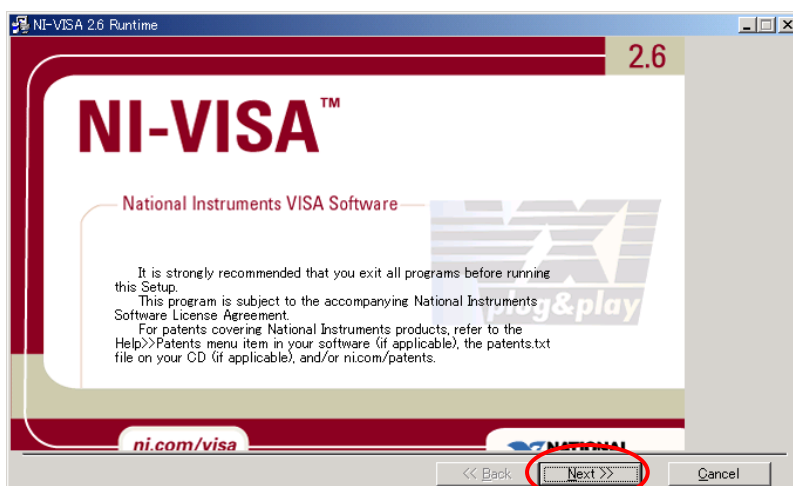 NI-VISA 2.6 Runtime
2.6
NI-VISA™
National Instruments VISA Software
It is strongly recommended that you exit all programs before running
this Setup.
This program is subject to the accompanying National Instruments
Software License Agreement.
For patents covering National Instruments products, refer to the
Help>>Patents menu item in your software (if applicable), the patents.txt
file on your CD (if applicable), and/or ni.com/patents.
VXI
plug&play
ni.com/visa
NATIONAL
<< Back
Next >>
Cancel